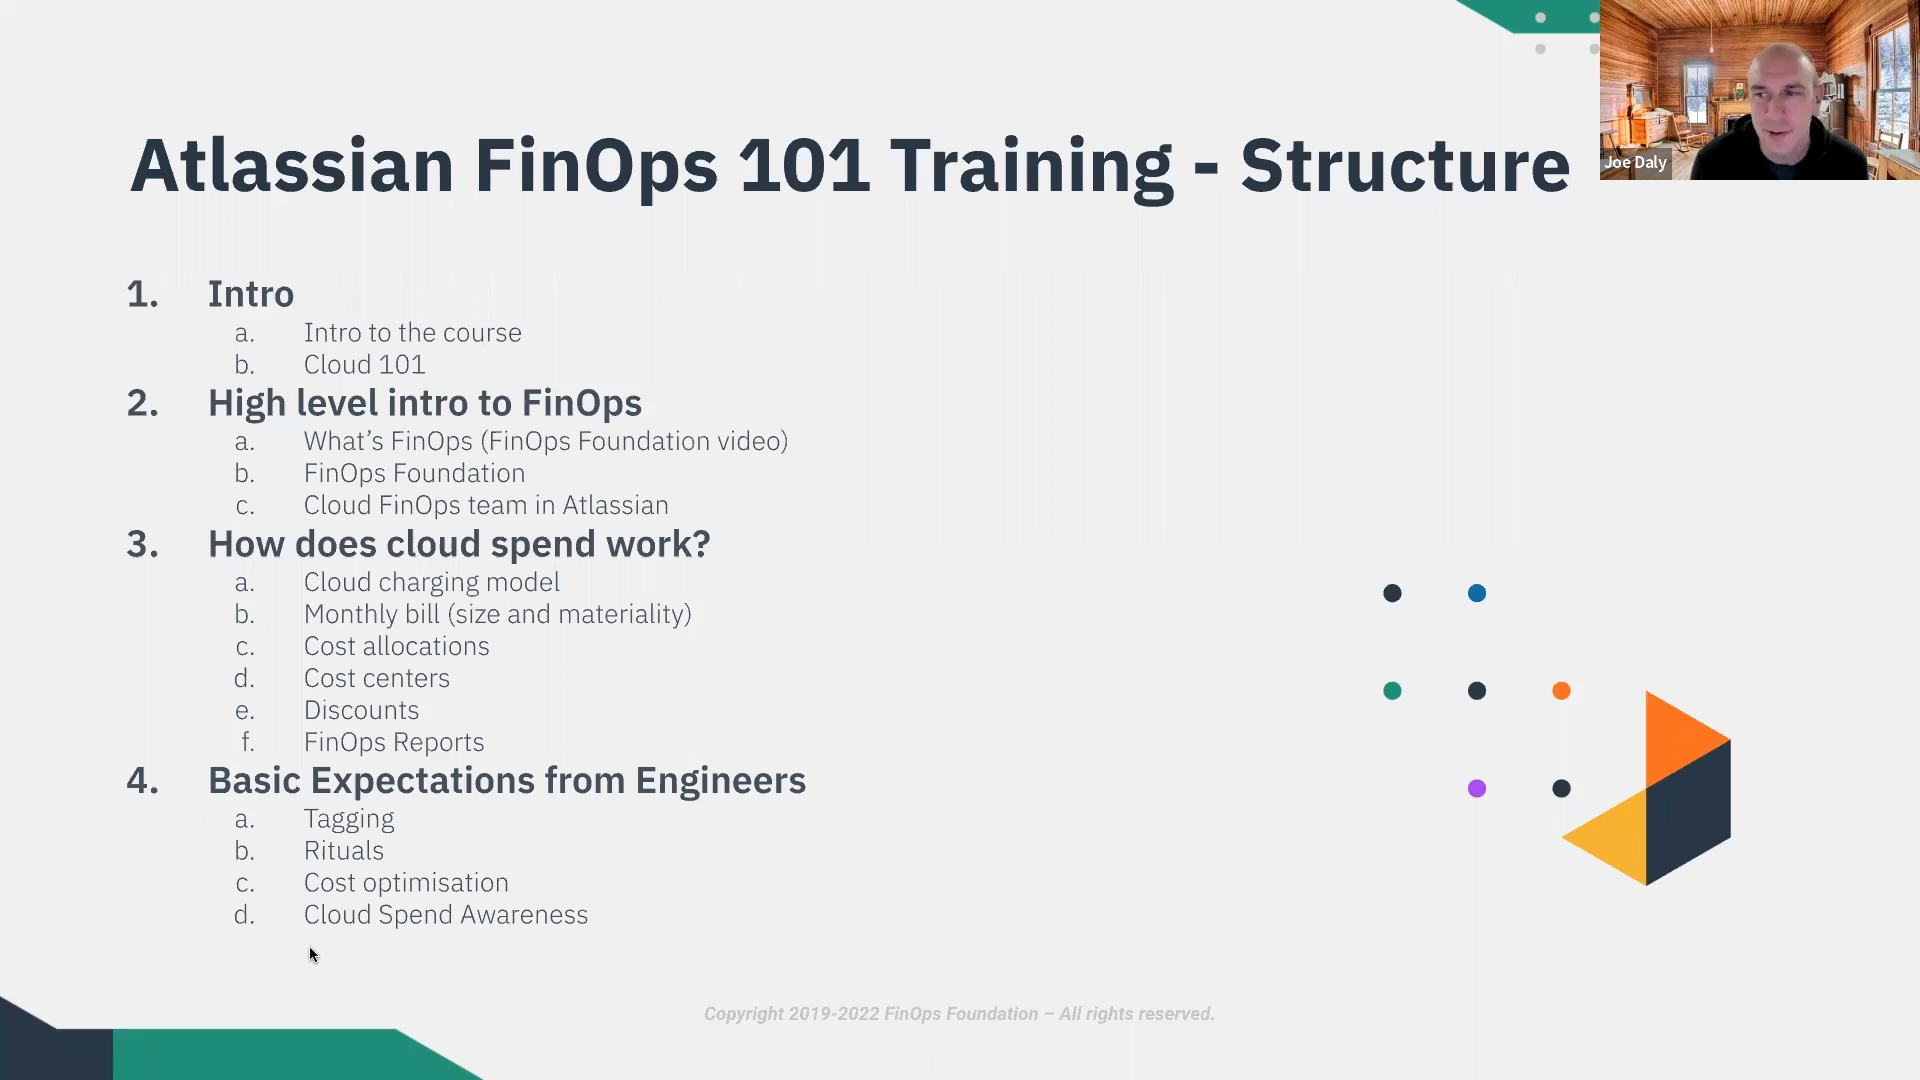 Atlassian FinOps 101 Training - Structure
Joe Daly
1. Intro
a. Intro to the course
b. Cloud 101
2. High level intro to FinOps
a. What’s FinOps (FinOps Foundation video)
b. FinOps Foundation
c. Cloud FinOps team in Atlassian
3. How does cloud spend work?
a. Cloud charging model
b. Monthly bill (size and materiality)
c. Cost allocations
d. Cost centers
e. Discounts
f. FinOps Reports
4. Basic Expectations from Engineers
a. Tagging
b. Rituals
c. Cost optimisation
d. Cloud Spend Awareness
Copyright 2019-2022 FinOps Foundation – All rights reserved.